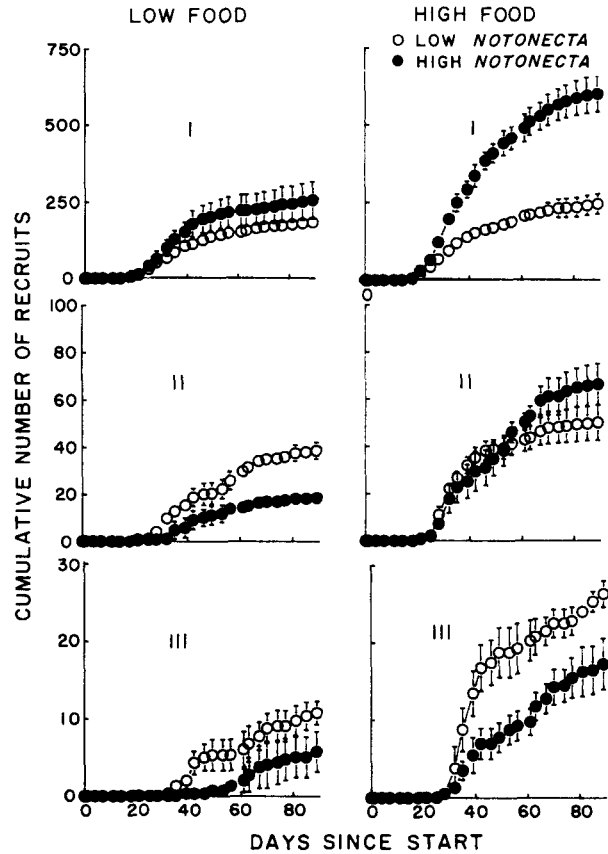 LOW FOOD
HIGH FOOD
LOW NOTONECTA
HIGH NOTONECTA
CUMULATIVE NUMBER OF RECRUITS
750
500
250
0
I
0
I
100
80
60
40
20
0
II
II
30
20
10
0
III
0 20 40 60 80
III
0 40 60 80
DAYS SINCE START